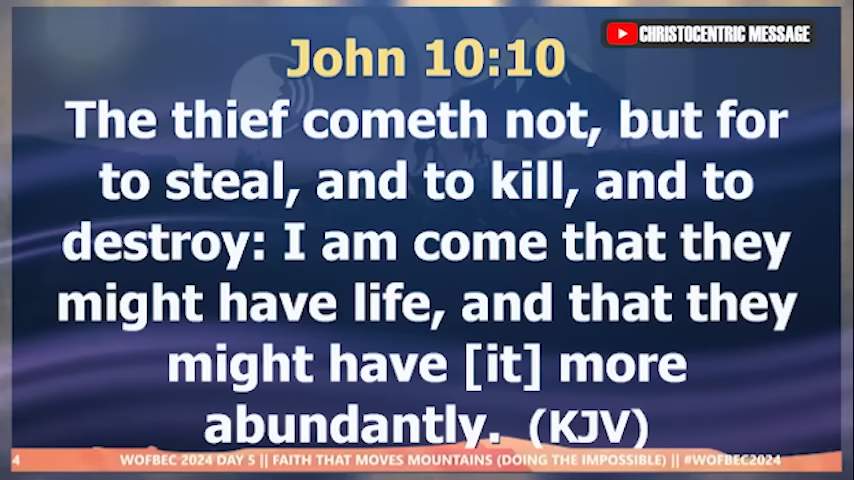 CHRISTOCENTRIC MESSAGE
John 10:10
The thief cometh not, but for
to steal, and to kill, and to
destroy: I am come that they
might have life, and that they
might have [it] more
abundantly. (KJV)
4 WOFBEC 2024 DAY 5 || FAITH THAT MOVES MOUNTAINS (DOING THE IMPOSSIBLE) || #WOFBEC2024